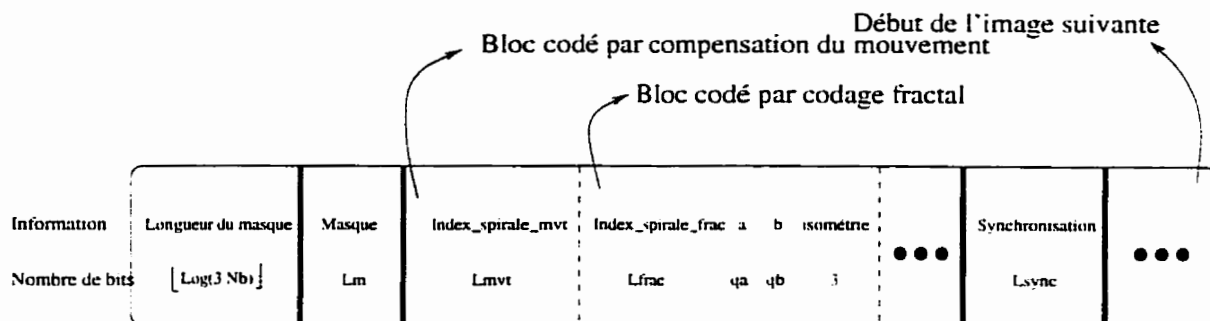 Début de l'image suivante
Bloc codé par compensation du mouvement
Bloc codé par codage fractal
Information Longueur du masque Masque Index_spirale_mvt Index_spirale_frac a b isométrie Synchronisation
Nombre de bits ⌊Log(3 Nb)⌋ Lm Lmvt Lfrac qa qb 3 Lsync